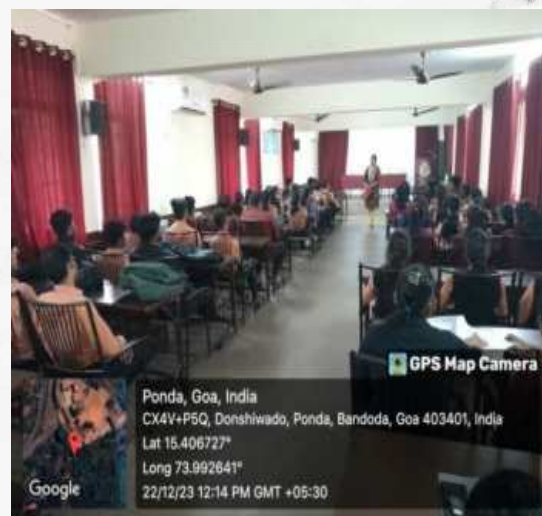 GPS Map Camera
Ponda, Goa, India
CX4V+P5Q, Donshiwado, Ponda, Bandoda, Goa 403401, India
Lat 15.406727°
Long 73.992641°
22/12/23 12:14 PM GMT +05:30
Google